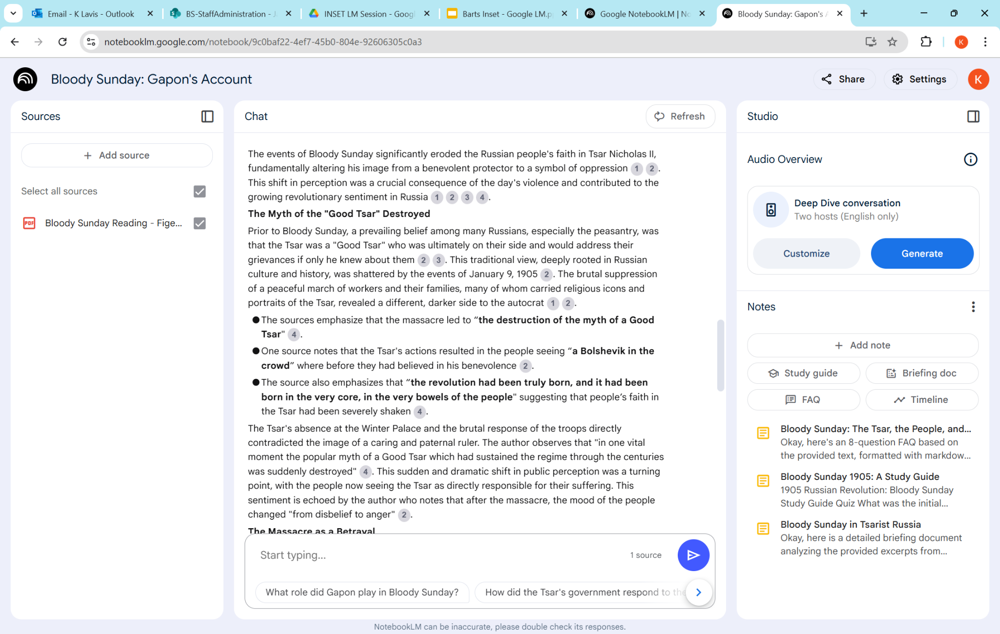 Email - K Lavis - Outlook
BS-StaffAdministration -
INSET LM Session - Goog
Barts Inset - Google LM.p
Google NotebookLM | No
Bloody Sunday: Gapon's A
notebooklm.google.com/notebook/9c0baf22-4ef7-45b0-804e-92606305c0a3
K
Bloody Sunday: Gapon's Account
Share
Settings
K
Sources
Add source
Select all sources
PDF
Bloody Sunday Reading - Fige...
Chat
Refresh
The events of Bloody Sunday significantly eroded the Russian people's faith in Tsar Nicholas II,
fundamentally altering his image from a benevolent protector to a symbol of oppression 1 2.
This shift in perception was a crucial consequence of the day's violence and contributed to the
growing revolutionary sentiment in Russia 1 2 3 4.
The Myth of the "Good Tsar" Destroyed
Prior to Bloody Sunday, a prevailing belief among many Russians, especially the peasantry, was
that the Tsar was a "Good Tsar" who was ultimately on their side and would address their
grievances if only he knew about them 2 3. This traditional view, deeply rooted in Russian
culture and history, was shattered by the events of January 9, 1905 2. The brutal suppression
of a peaceful march of workers and their families, many of whom carried religious icons and
portraits of the Tsar, revealed a different, darker side to the autocrat 1 2.
● The sources emphasize that the massacre led to “the destruction of the myth of a Good
Tsar" 4.
● One source notes that the Tsar's actions resulted in the people seeing “a Bolshevik in the
crowd” where before they had believed in his benevolence 2.
● The source also emphasizes that “the revolution had been truly born, and it had been
born in the very core, in the very bowels of the people" suggesting that people’s faith in
the Tsar had been severely shaken 4.
The Tsar's absence at the Winter Palace and the brutal response of the troops directly
contradicted the image of a caring and paternal ruler. The author observes that "in one vital
moment the popular myth of a Good Tsar which had sustained the regime through the centuries
was suddenly destroyed" 4. This sudden and dramatic shift in public perception was a turning
point, with the people now seeing the Tsar as directly responsible for their suffering. This
sentiment is echoed by the author who notes that after the massacre, the mood of the people
changed "from disbelief to anger" 2.
The Massacre as a Betrayal
Start typing...
1 source
What role did Gapon play in Bloody Sunday?
How did the Tsar's government respond to the
NotebookLM can be inaccurate, please double check its responses.
Studio
Audio Overview
Deep Dive conversation
Two hosts (English only)
Customize
Generate
Notes
Add note
Study guide
Briefing doc
FAQ
Timeline
Bloody Sunday: The Tsar, the People, and...
Okay, here's an 8-question FAQ based on
the provided text, formatted with markdow...
Bloody Sunday 1905: A Study Guide
1905 Russian Revolution: Bloody Sunday
Study Guide Quiz What was the initial...
Bloody Sunday in Tsarist Russia
Okay, here is a detailed briefing document
analyzing the provided excerpts from...